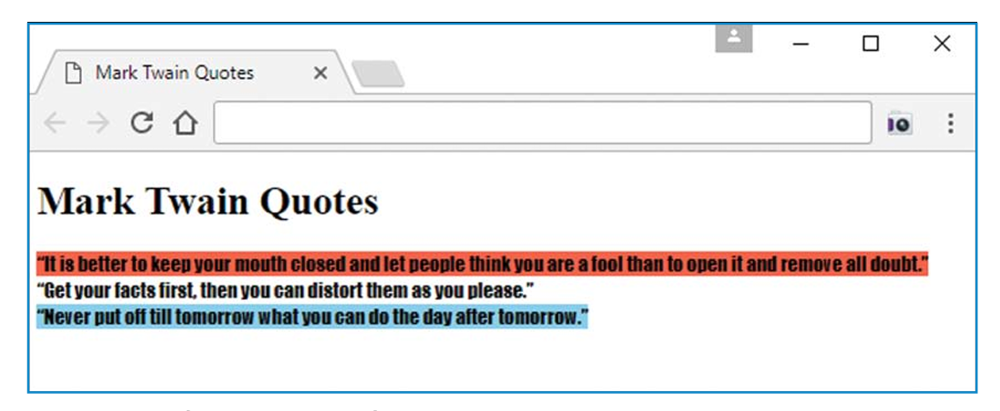 Mark Twain Quotes
Mark Twain Quotes
“It is better to keep your mouth closed and let people think you are a fool than to open it and remove all doubt.”
“Get your facts first, then you can distort them as you please.”
“Never put off till tomorrow what you can do the day after tomorrow.”